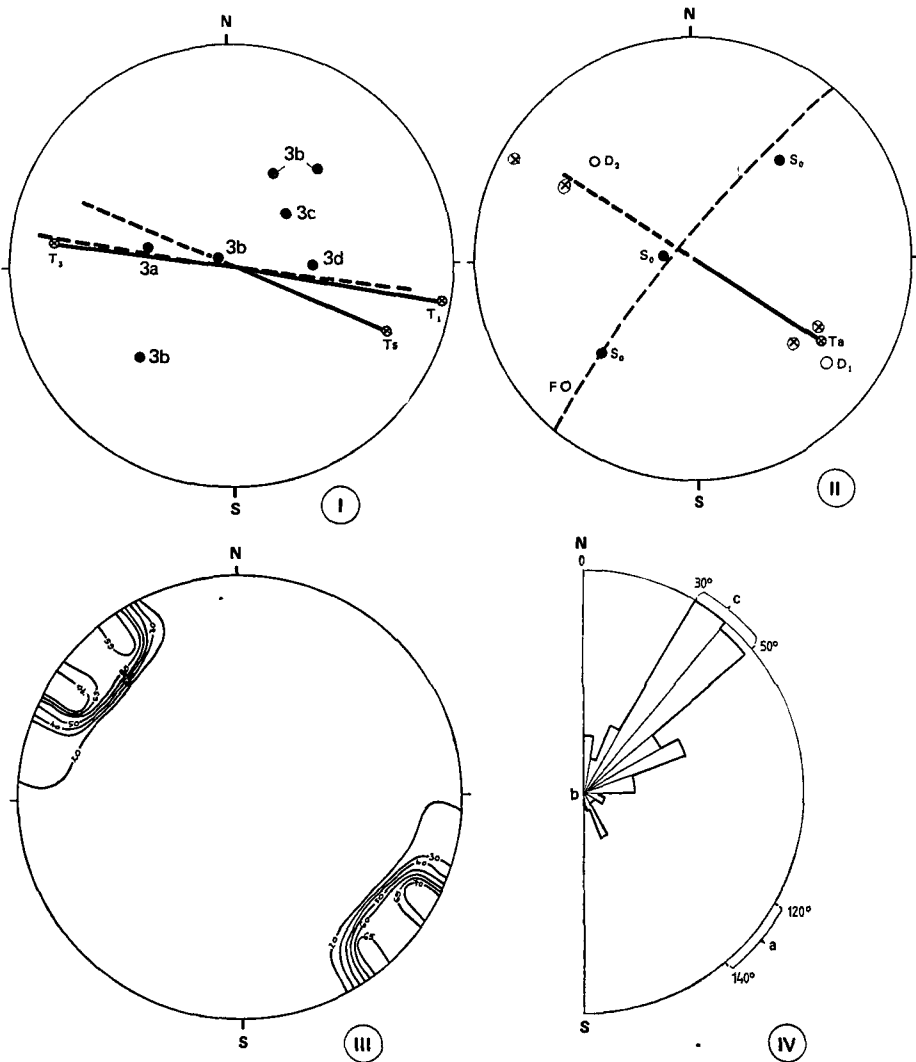 N
3b
3c
3b
3d
3a
T₃
T₁
T₅
3b
S
I
N
D₂
S₀
S₀
Ta
D₁
S₀
F
S
II
N
S
III
N
0
30°
c
50°
b
120°
a
140°
S
IV